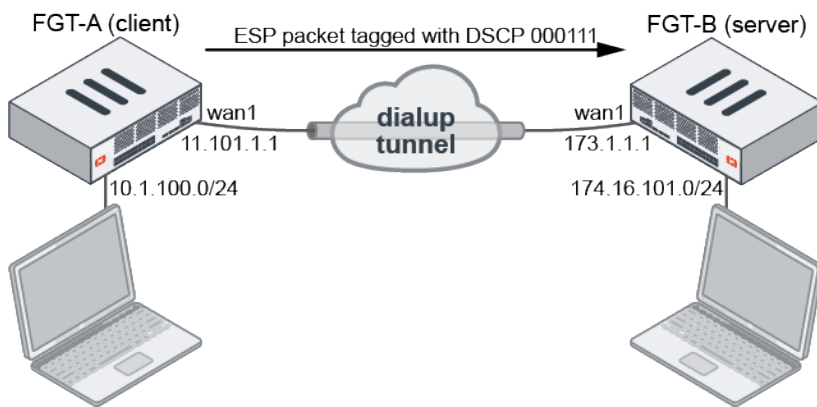 FGT-A (client)
ESP packet tagged with DSCP 000111
FGT-B (server)
wan1
11.101.1.1
dialup
tunnel
wan1
173.1.1.1
10.1.100.0/24
174.16.101.0/24